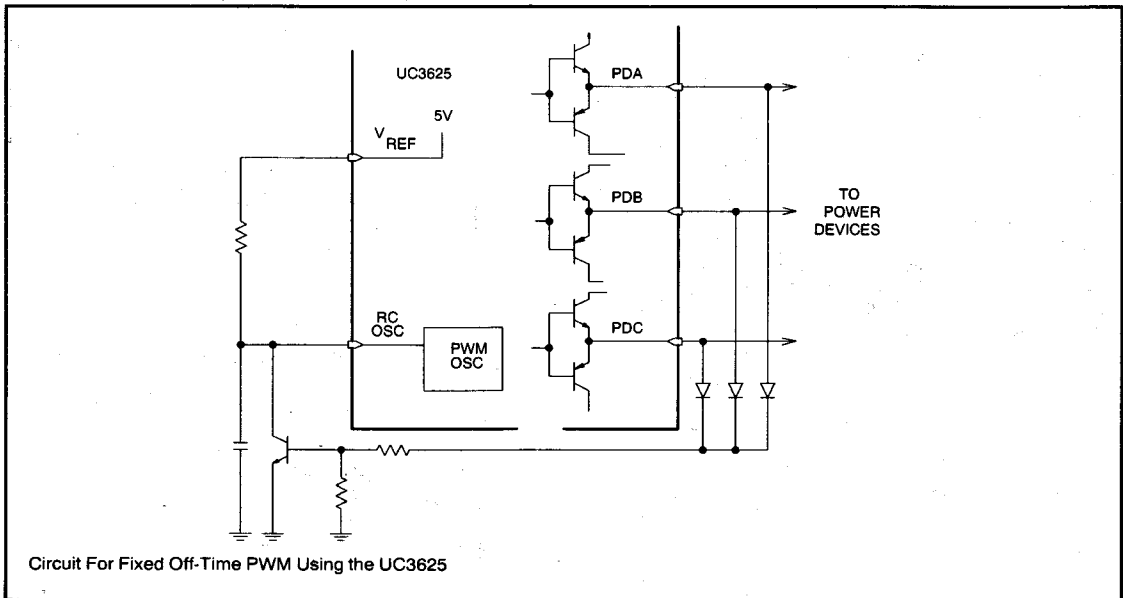 UC3625
5V
V
REF
RC
OSC
PWM
OSC
PDA
PDB
PDC
TO
POWER
DEVICES
Circuit For Fixed Off-Time PWM Using the UC3625